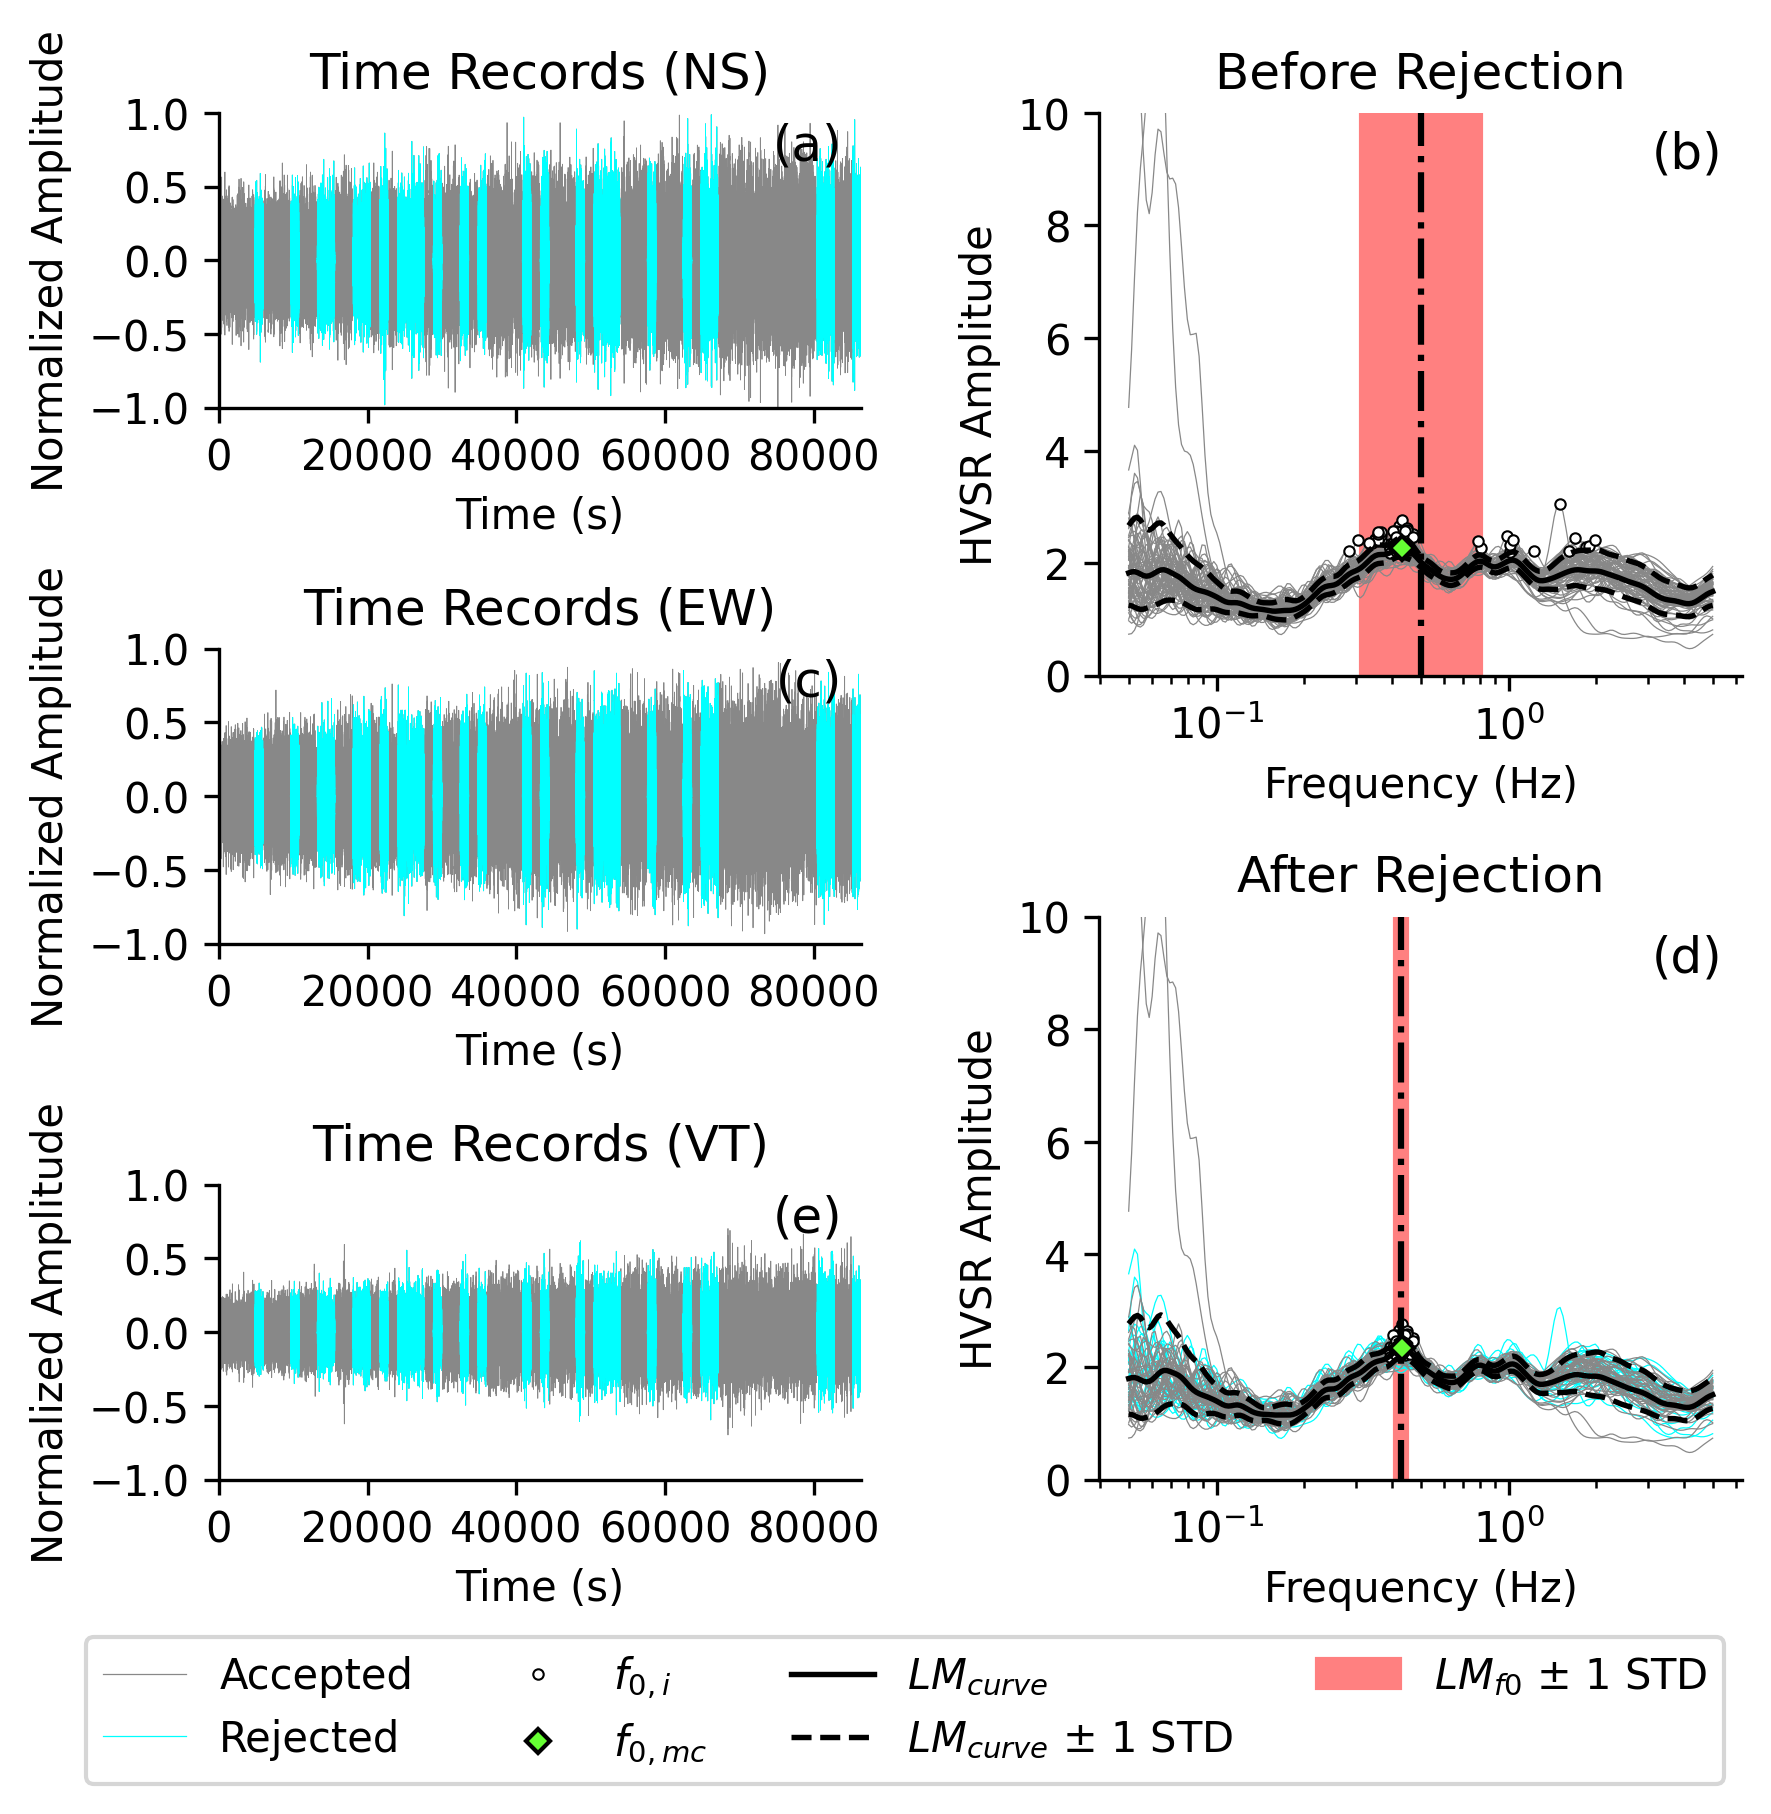 Time Records (NS)
(a)
Normalized Amplitude
1.0
0.5
0.0
−0.5
−1.0
0 20000 40000 60000 80000
Time (s)
Before Rejection
(b)
HVSR Amplitude
10
8
6
4
2
0
10⁻¹ 10⁰
Frequency (Hz)
Time Records (EW)
(c)
Normalized Amplitude
1.0
0.5
0.0
−0.5
−1.0
0 20000 40000 60000 80000
Time (s)
After Rejection
(d)
HVSR Amplitude
10
8
6
4
2
0
10⁻¹ 10⁰
Frequency (Hz)
Time Records (VT)
(e)
Normalized Amplitude
1.0
0.5
0.0
−0.5
−1.0
0 20000 40000 60000 80000
Time (s)
Accepted
Rejected
f0,i
f0,mc
LMcurve
LMcurve ± 1 STD
LMf0 ± 1 STD